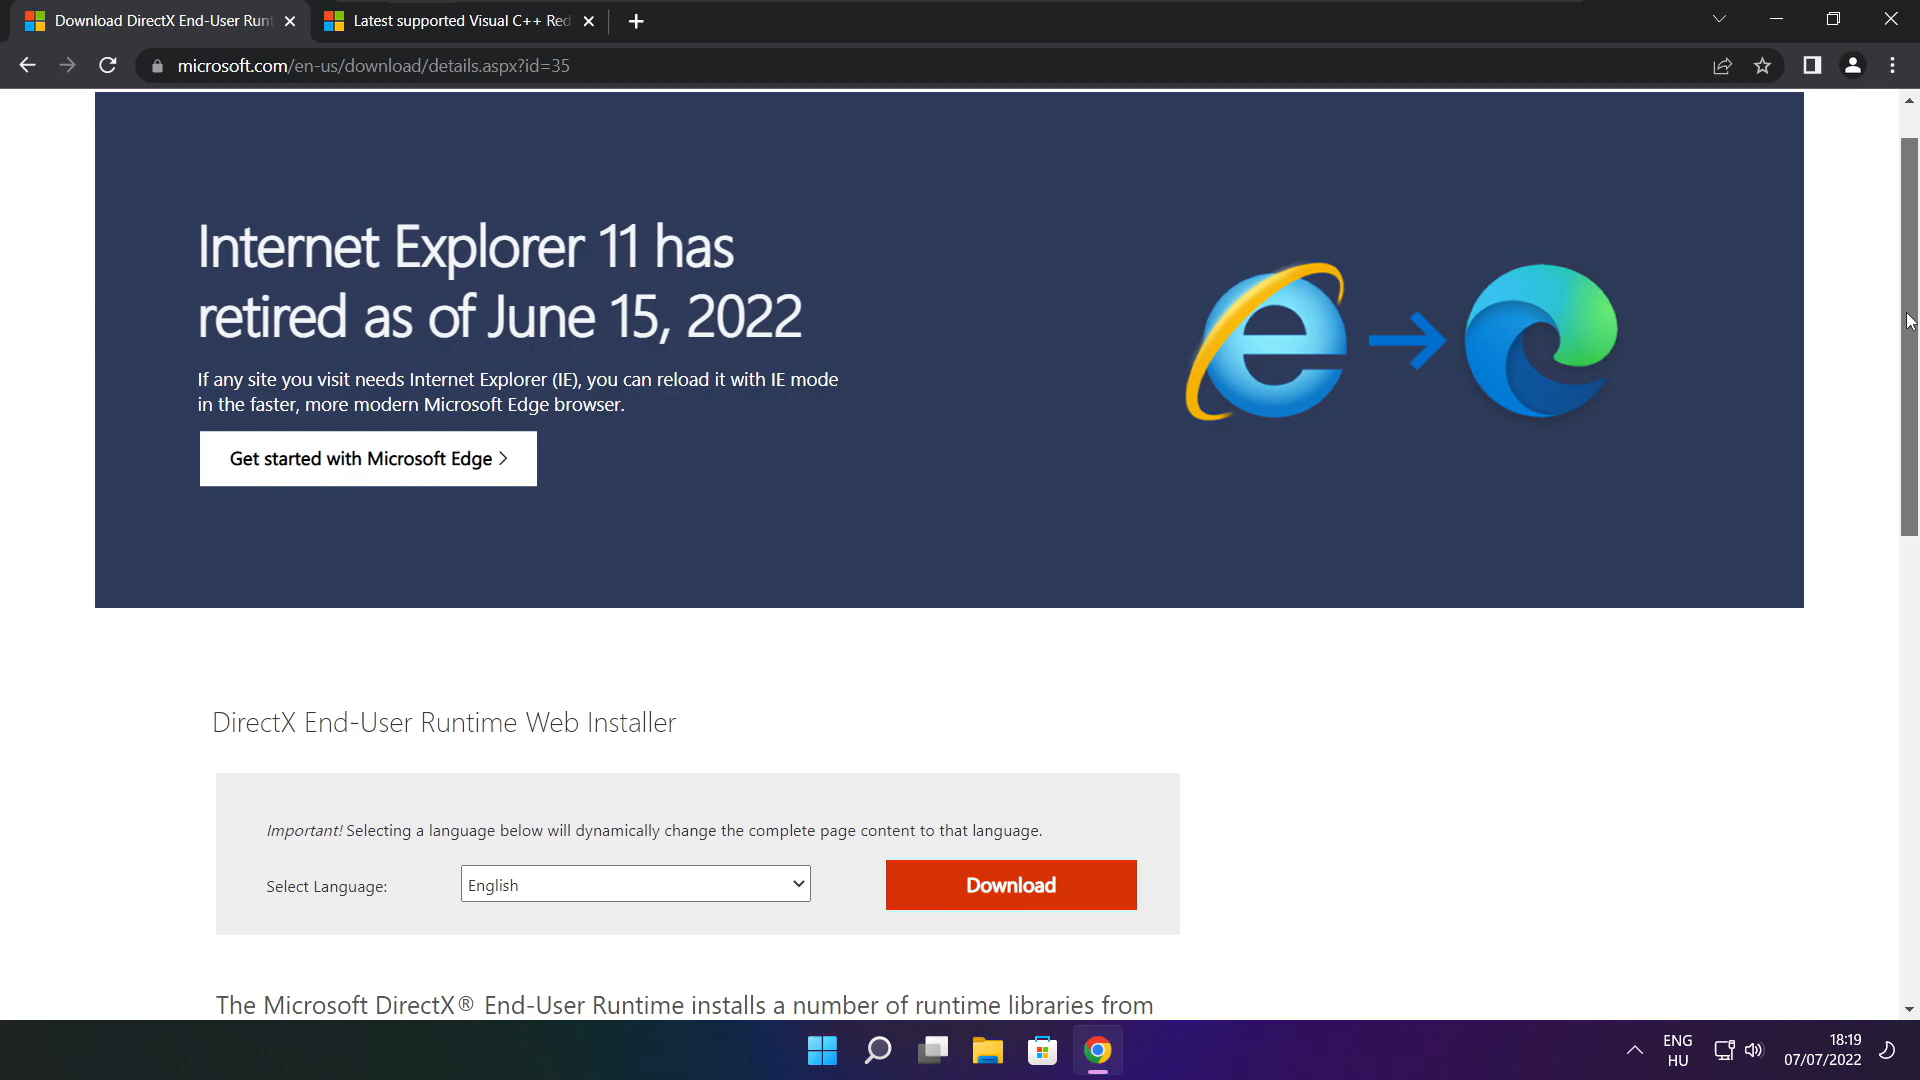 Download DirectX End-User Runt
Latest supported Visual C++ Red
microsoft.com/en-us/download/details.aspx?id=35
Internet Explorer 11 has
retired as of June 15, 2022
If any site you visit needs Internet Explorer (IE), you can reload it with IE mode
in the faster, more modern Microsoft Edge browser.
Get started with Microsoft Edge >
DirectX End-User Runtime Web Installer
Important! Selecting a language below will dynamically change the complete page content to that language.
Select Language:
English
Download
The Microsoft DirectX® End-User Runtime installs a number of runtime libraries from
ENG
HU
18:19
07/07/2022